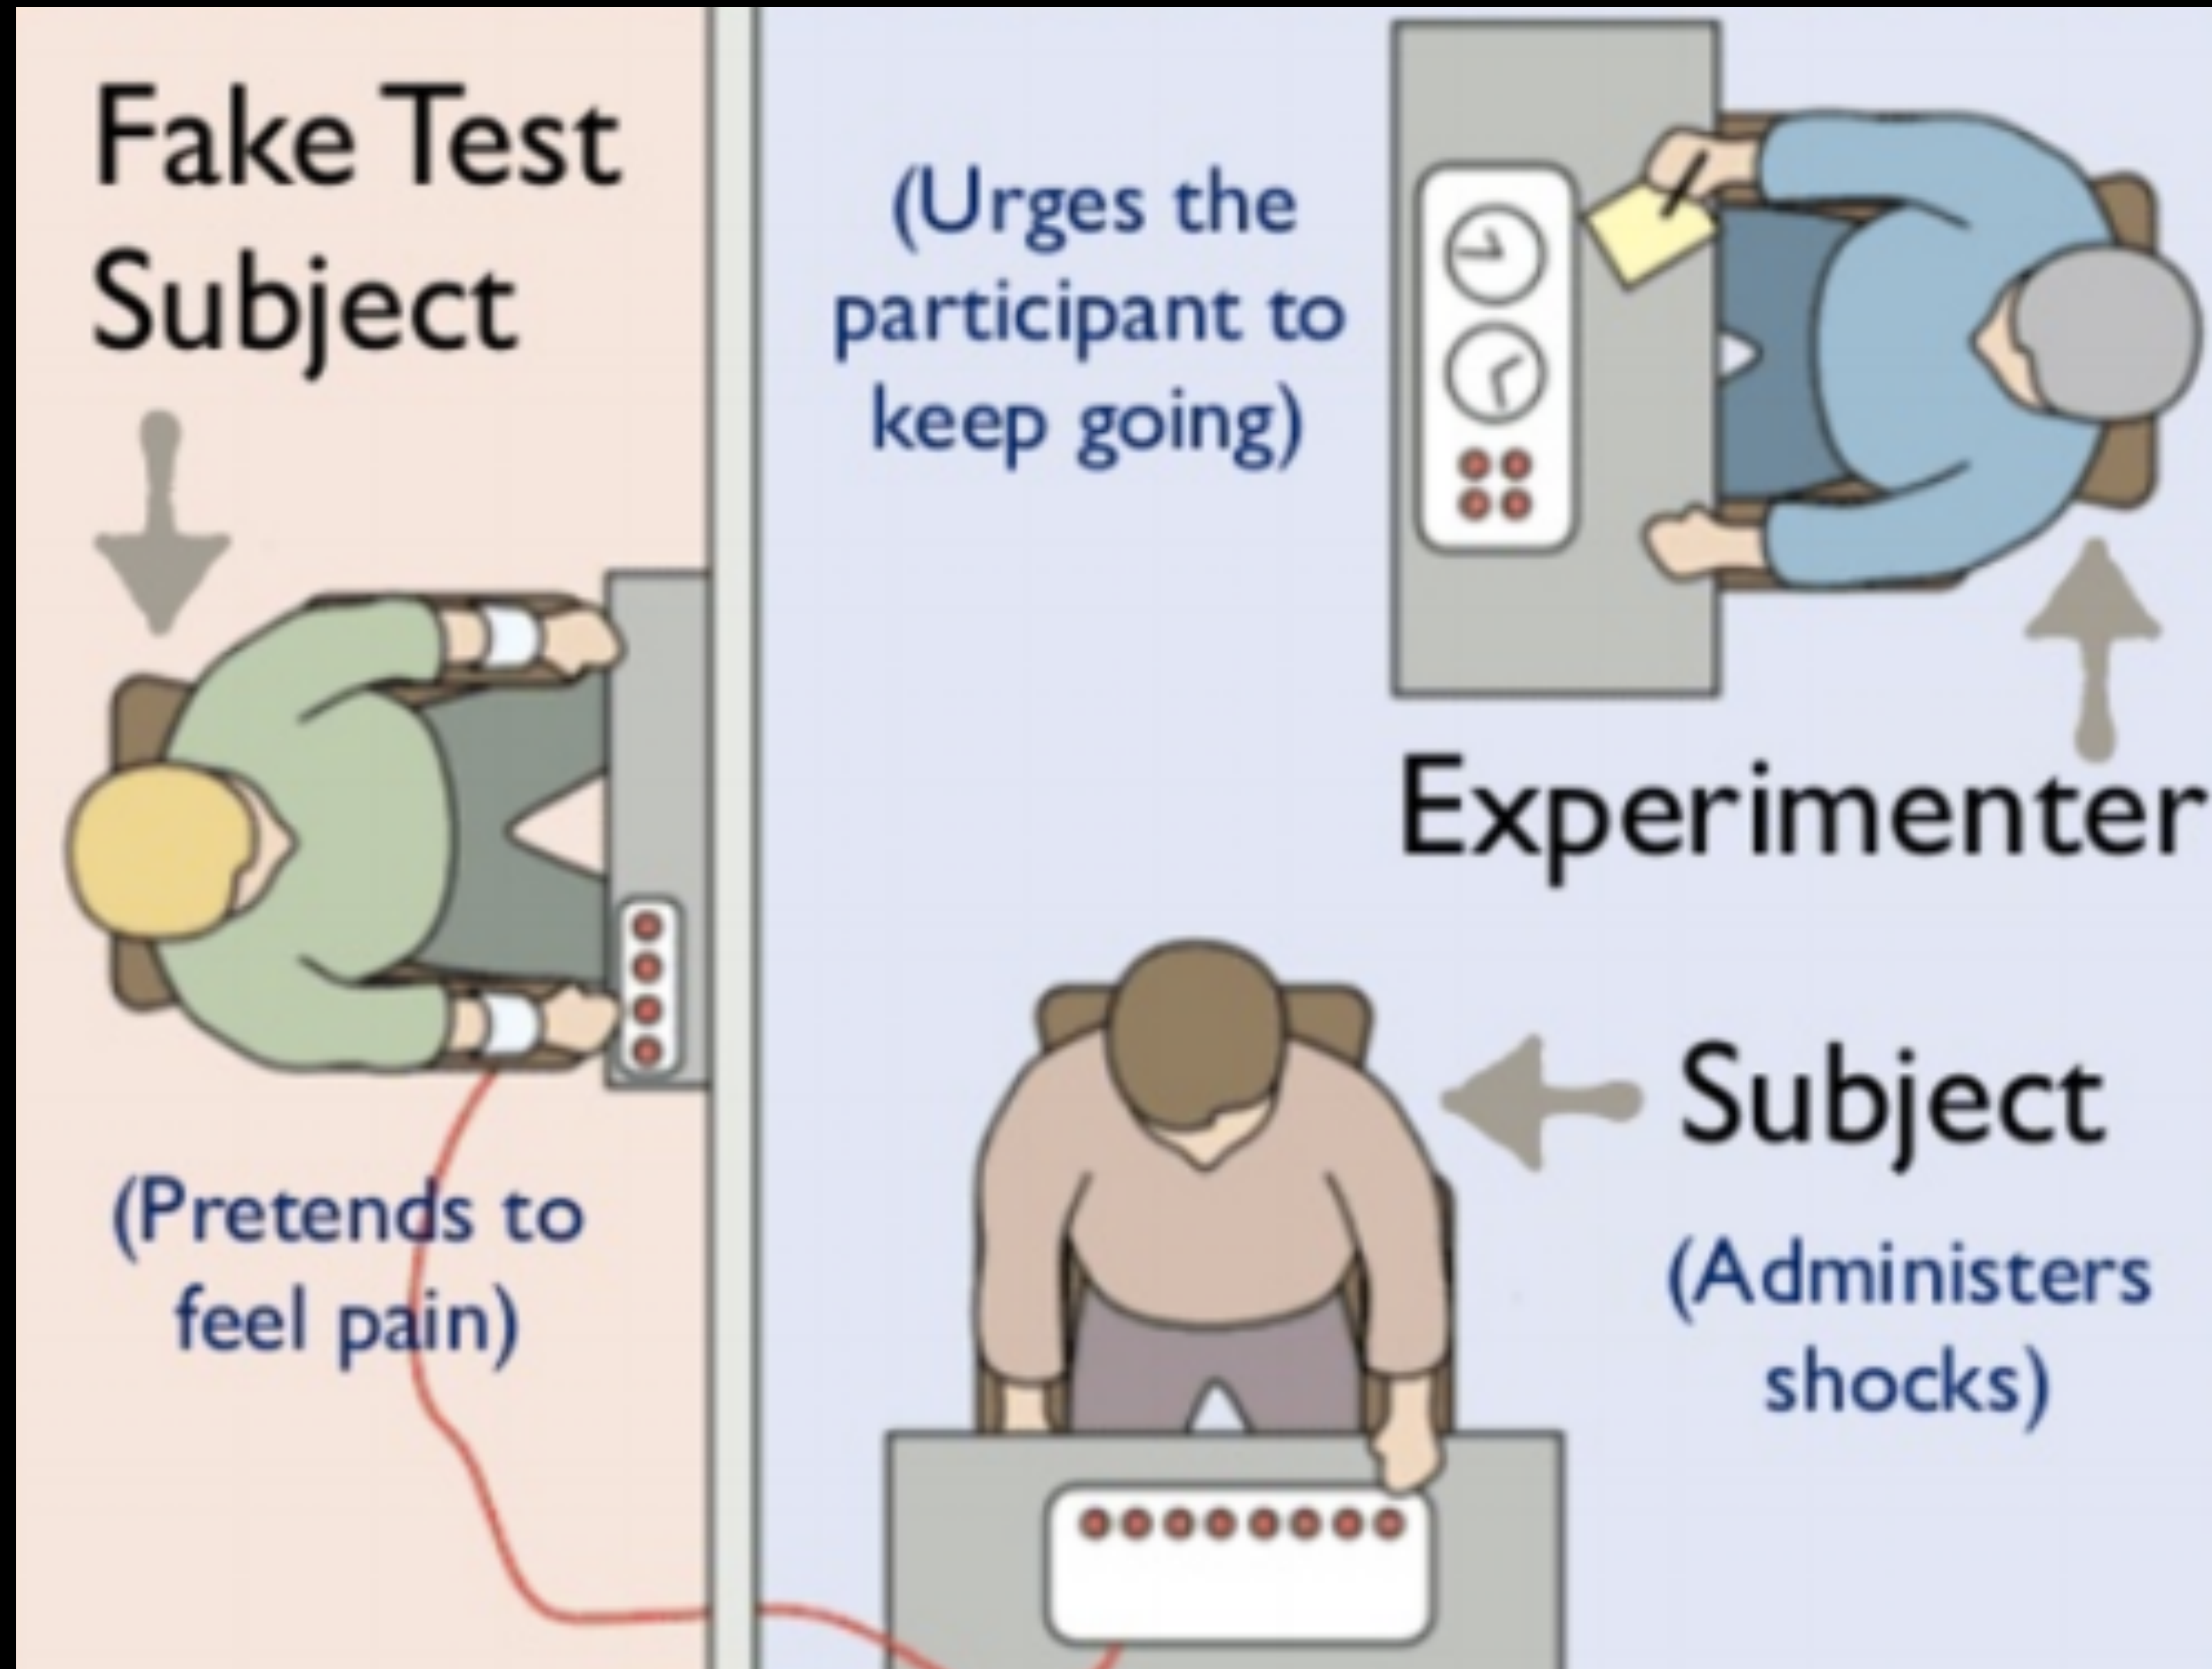 Fake Test
Subject
(Pretends to
feel pain)
(Urges the
participant to
keep going)
Experimenter
Subject
(Administers
shocks)